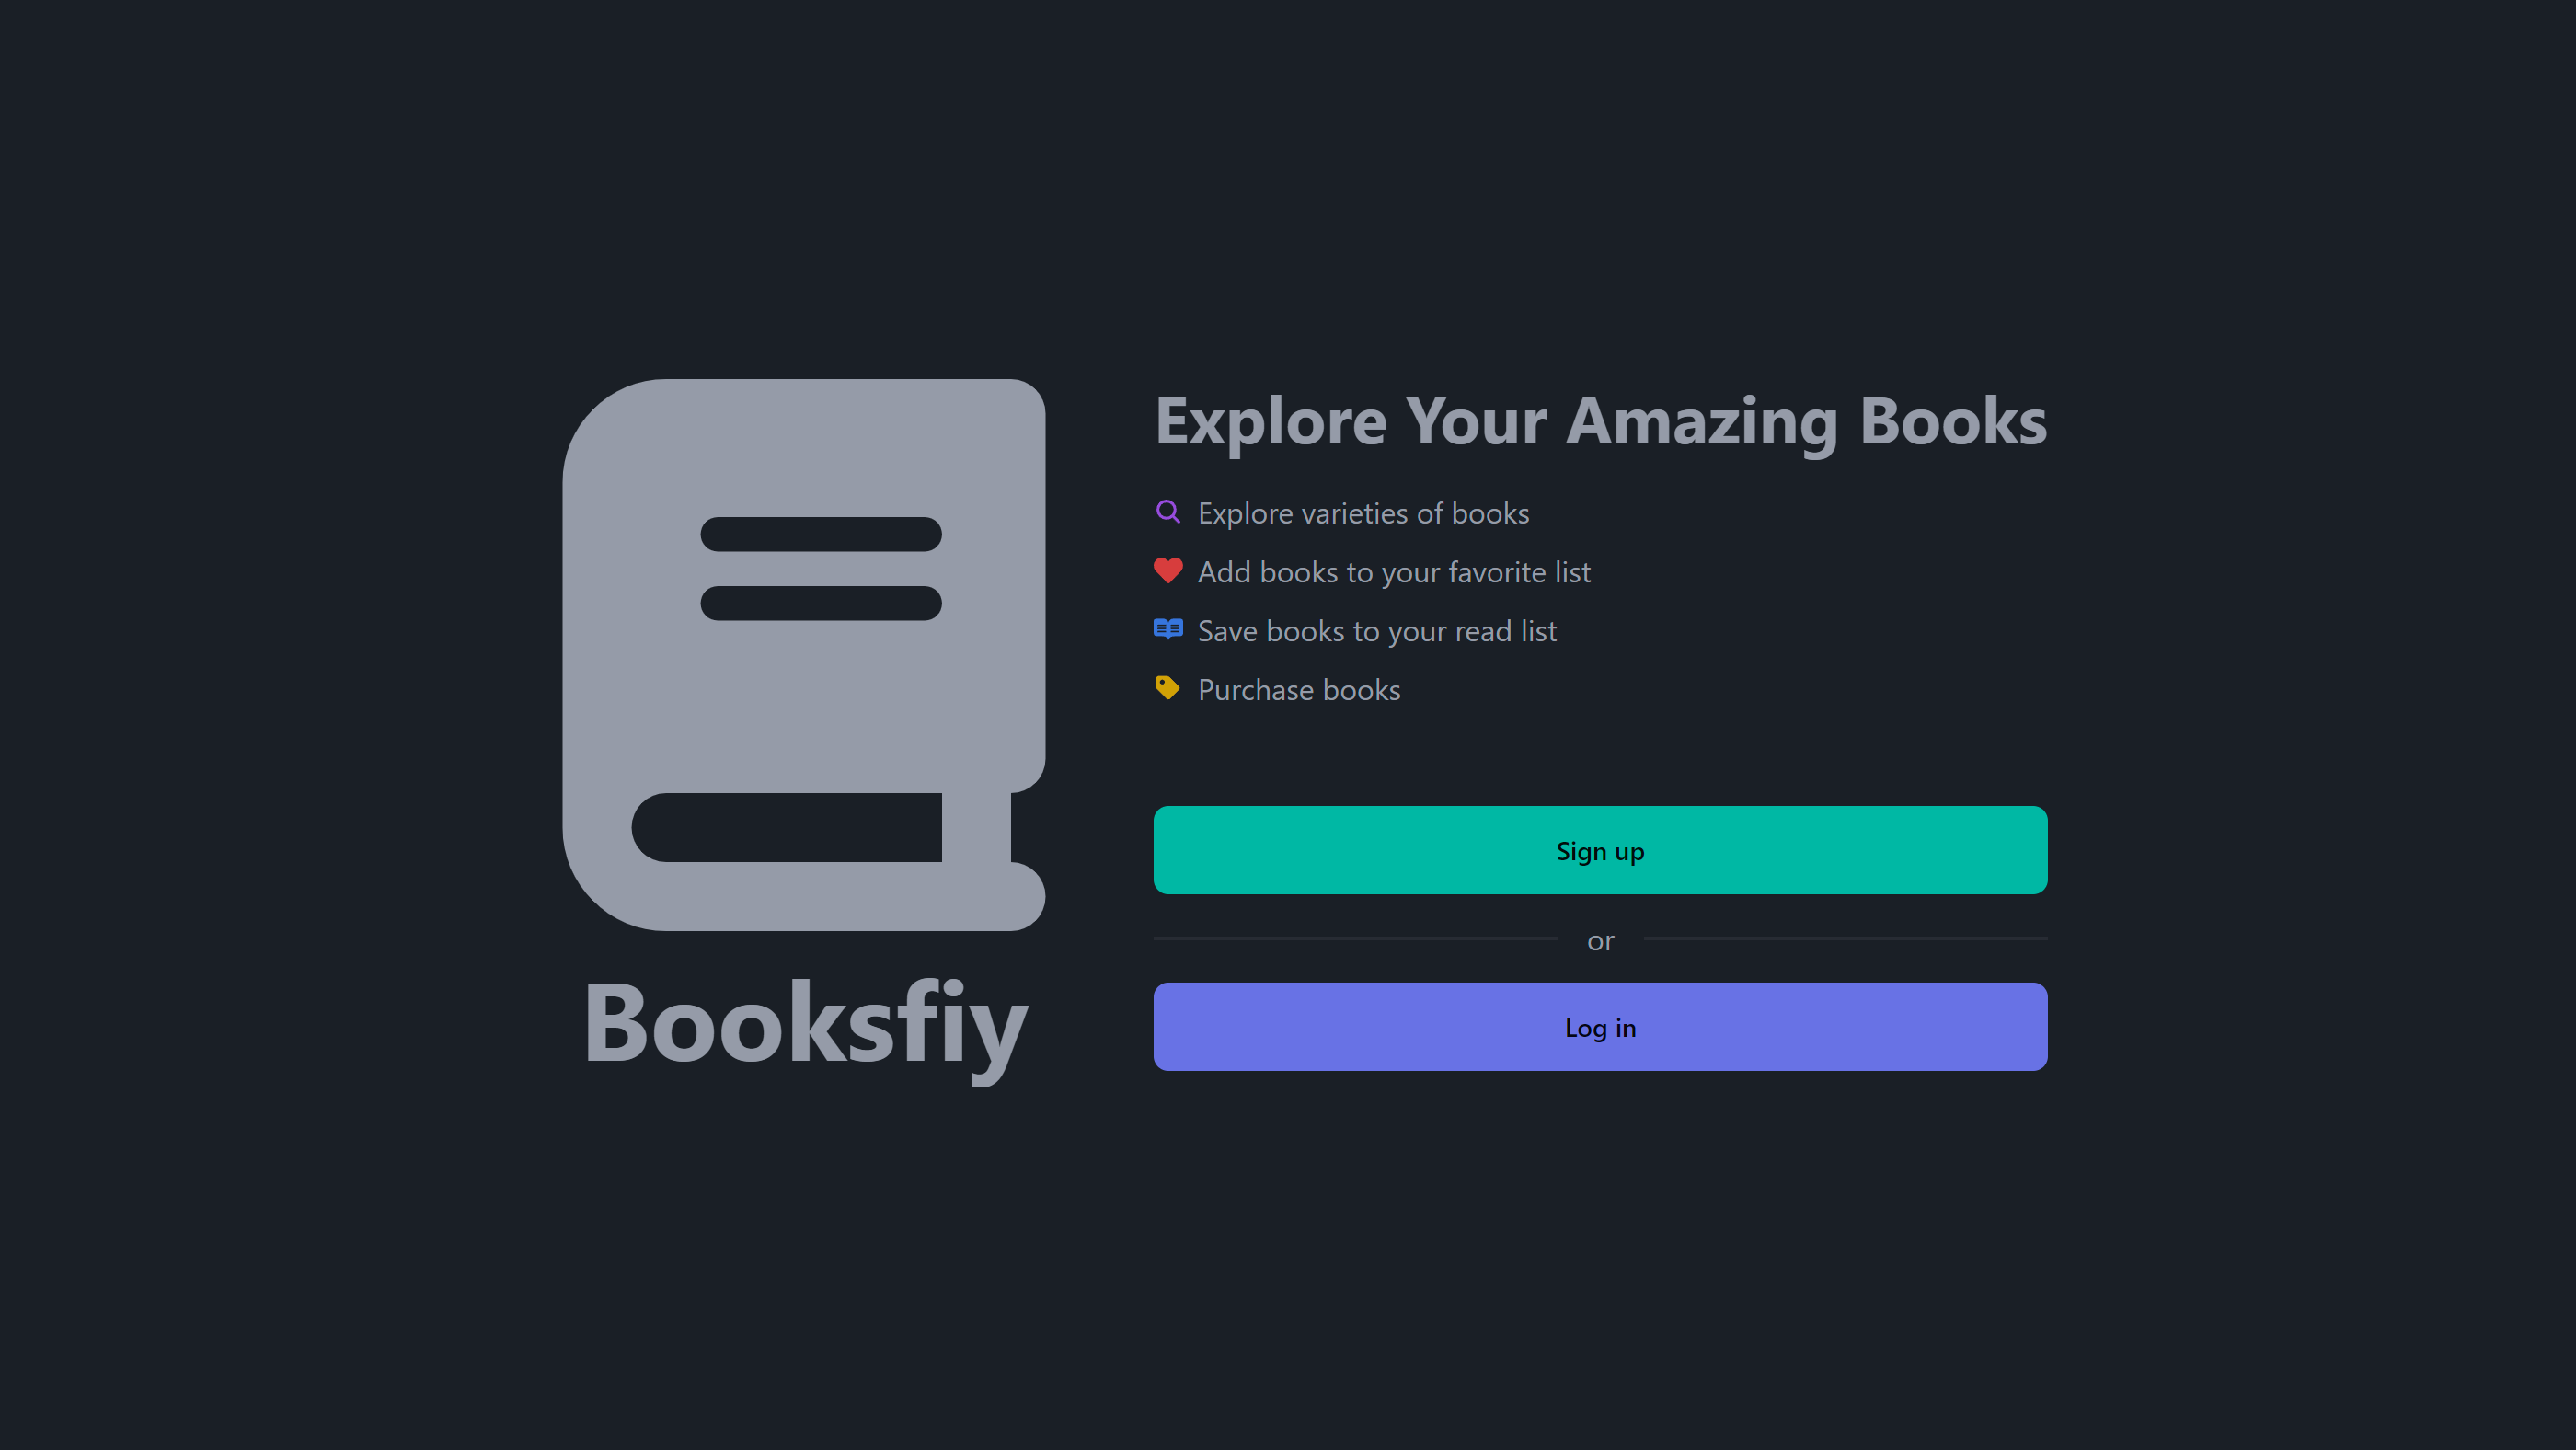 Booksfiy
Explore Your Amazing Books
Explore varieties of books
Add books to your favorite list
Save books to your read list
Purchase books
Sign up
or
Log in